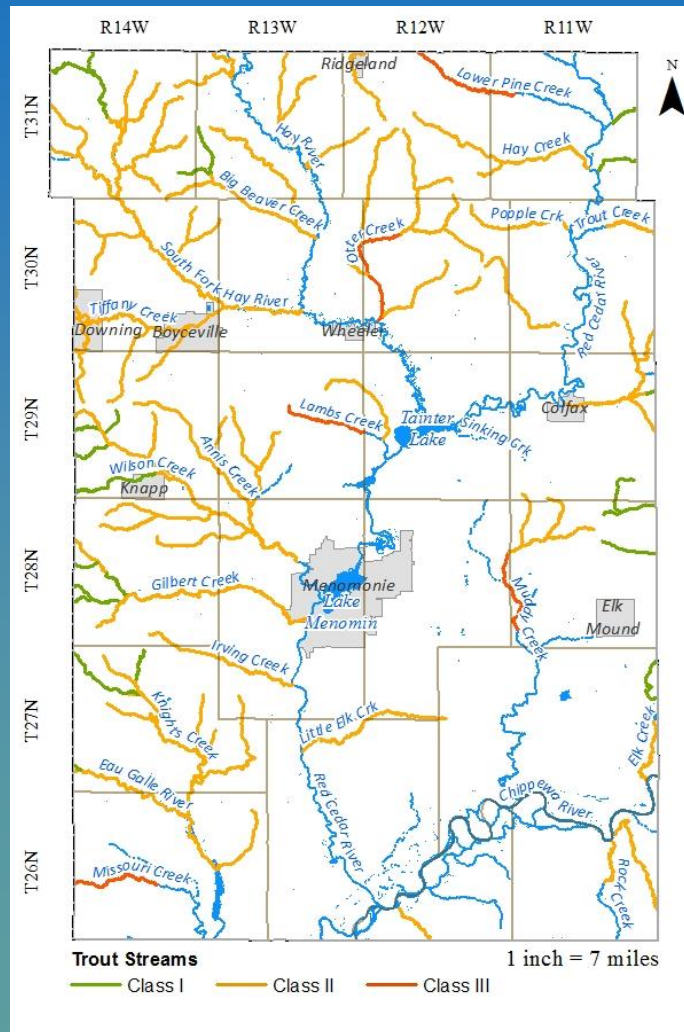 R14W R13W R12W R11W
N
Ridgeland
Lower Pine Creek
T31N
Hay River
Hay Creek
Big Beaver Creek
Popple Crk
Trout Creek
Otter Creek
T30N
South Fork Hay River
Red Cedar River
Tiffany Creek
Downing
Boyceville
Wheeler
T29N
Lambs Creek
Colfax
Tainter
Lake
Sinking Crk
Annis Creek
Wilson Creek
Knapp
T28N
Gilbert Creek
Menomonie
Lake
Menomin
Muddy Creek
Elk
Mound
Irving Creek
T27N
Knights Creek
Little Elk Crk
Elk Creek
Eau Galle River
Red Cedar River
Chippewa River
T26N
Missouri Creek
Rock Creek
Trout Streams
1 inch = 7 miles
Class I Class II Class III